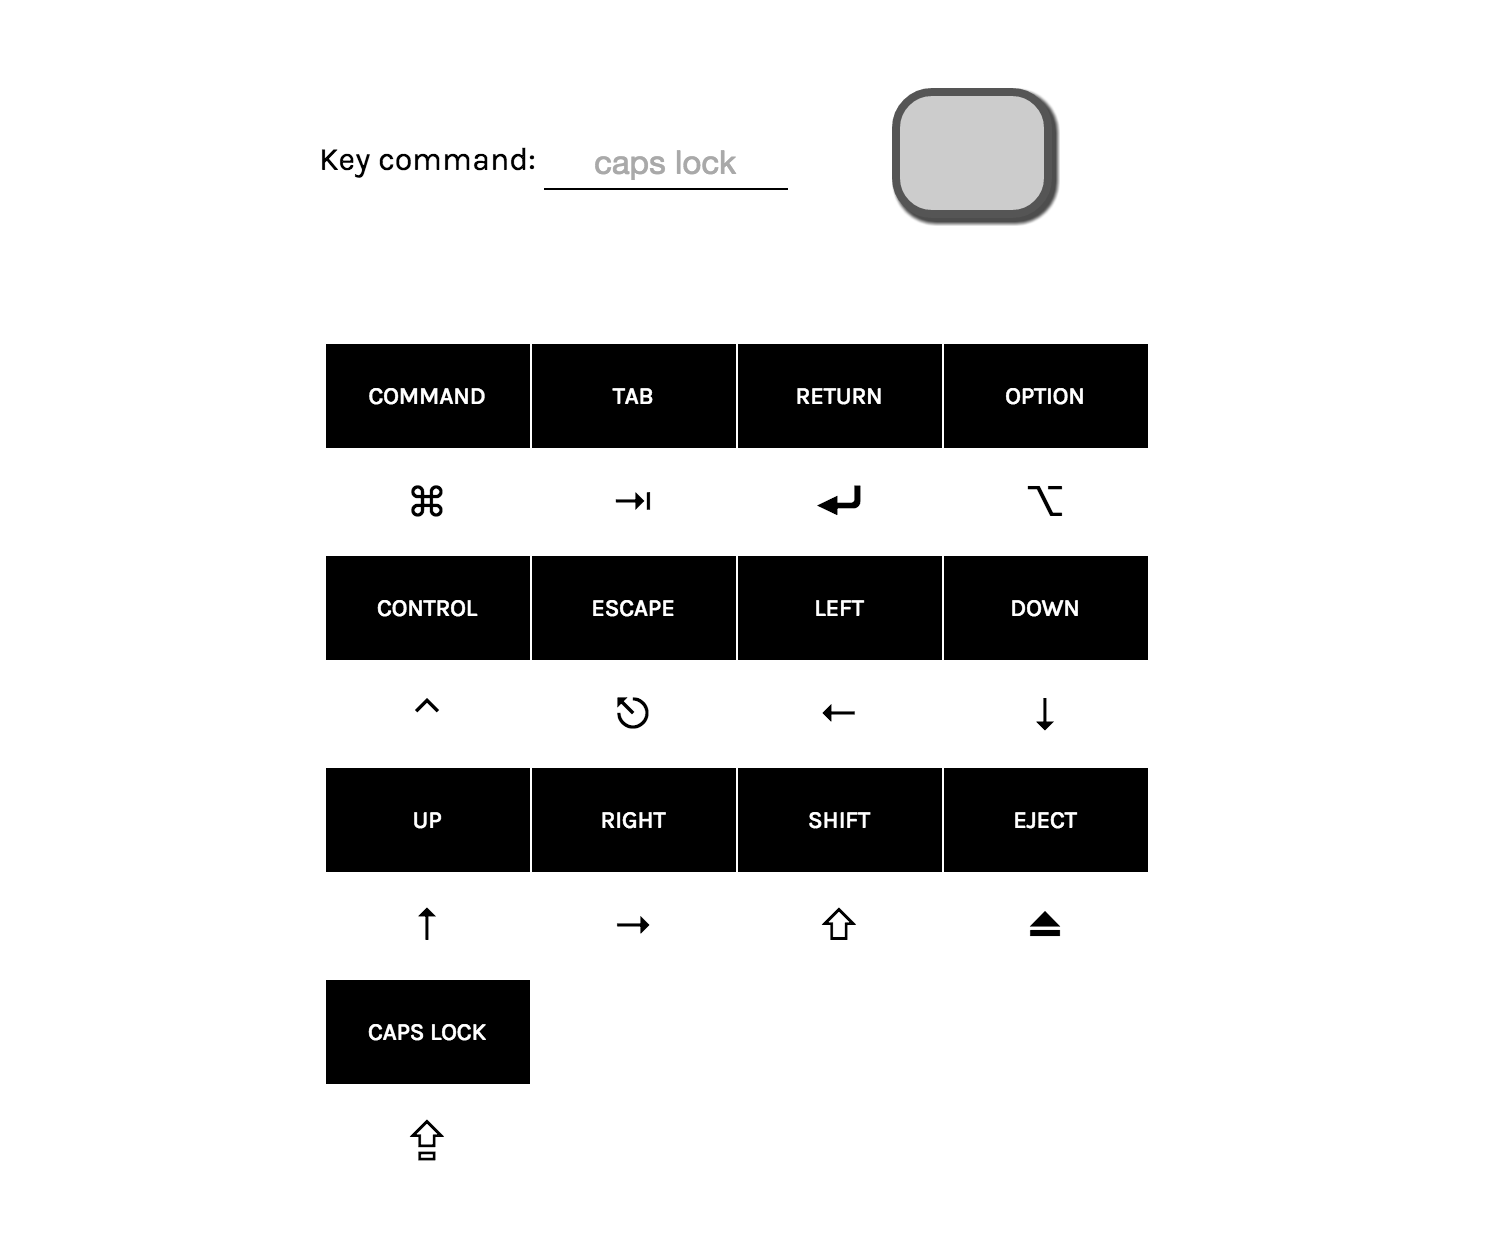 Key command: caps lock
COMMAND TAB RETURN OPTION
⌘ ⇥ ↵ ⌥
CONTROL ESCAPE LEFT DOWN
^ ⎋ ← ↓
UP RIGHT SHIFT EJECT
↑ → ⇧ ⏏
CAPS LOCK
⇪